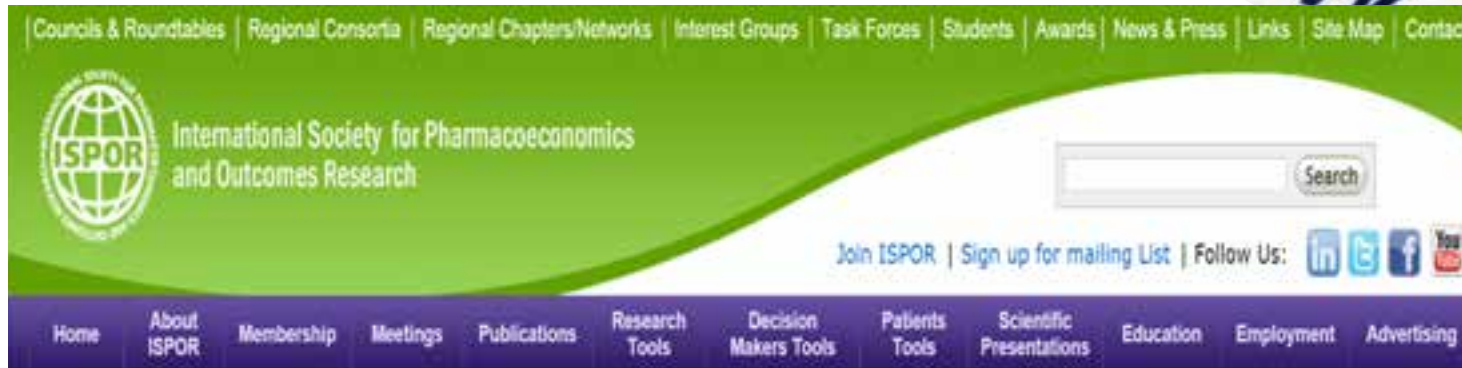 Councils & Roundtables | Regional Consortia | Regional Chapters/Networks | Interest Groups | Task Forces | Students | Awards | News & Press | Links | Site Map | Contac
ISPOR
International Society for Pharmacoeconomics
and Outcomes Research
Search
Join ISPOR | Sign up for mailing List | Follow Us:
in
f
You
Home
About
ISPOR
Membership
Meetings
Publications
Research
Tools
Decision
Makers Tools
Patients
Tools
Scientific
Presentations
Education
Employment
Advertising